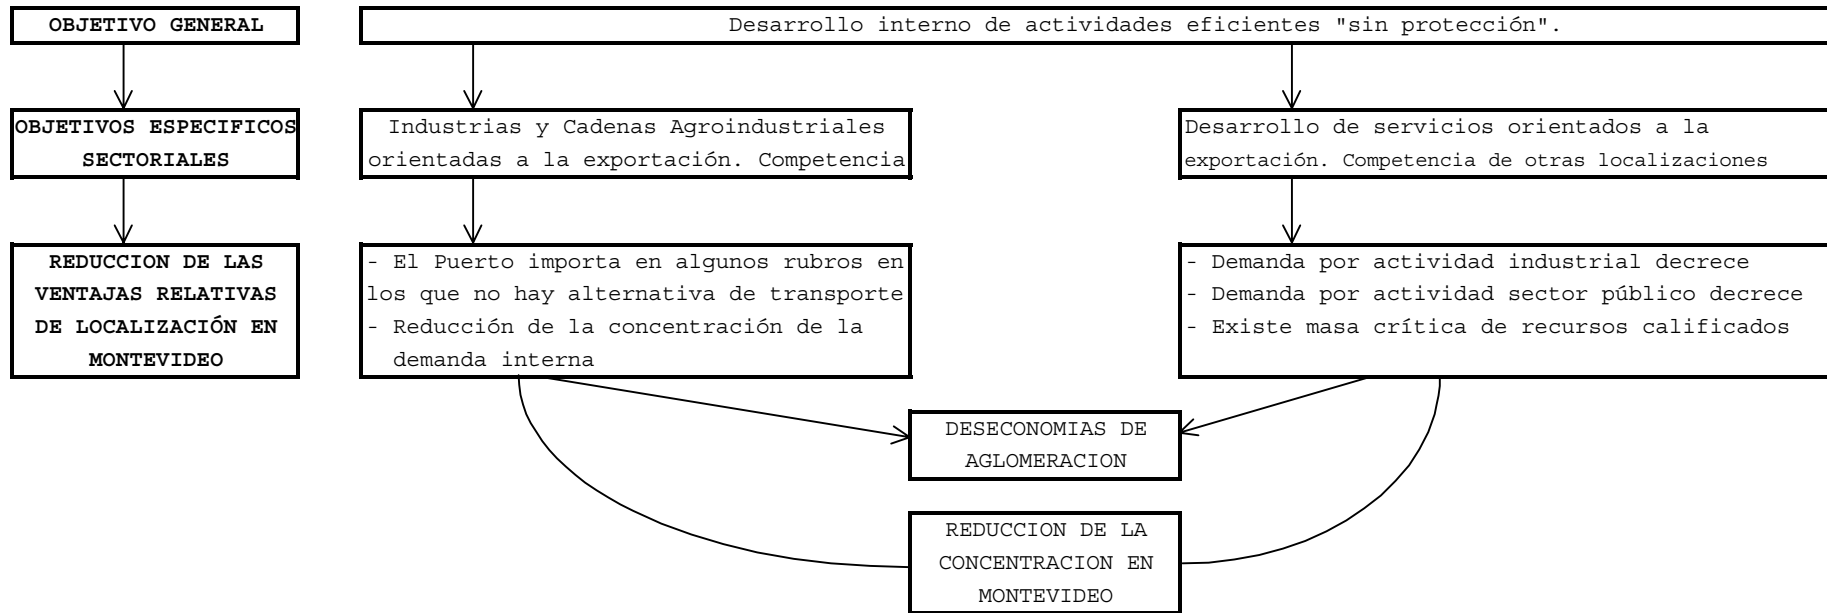 OBJETIVO GENERAL
Desarrollo interno de actividades eficientes "sin protección".
OBJETIVOS ESPECIFICOS
SECTORIALES
Industrias y Cadenas Agroindustriales
orientadas a la exportación. Competencia
Desarrollo de servicios orientados a la
exportación. Competencia de otras localizaciones
REDUCCION DE LAS
VENTAJAS RELATIVAS
DE LOCALIZACIÓN EN
MONTEVIDEO
- El Puerto importa en algunos rubros en
los que no hay alternativa de transporte
- Reducción de la concentración de la
demanda interna
- Demanda por actividad industrial decrece
- Demanda por actividad sector público decrece
- Existe masa crítica de recursos calificados
DESECONOMIAS DE
AGLOMERACION
REDUCCION DE LA
CONCENTRACION EN
MONTEVIDEO